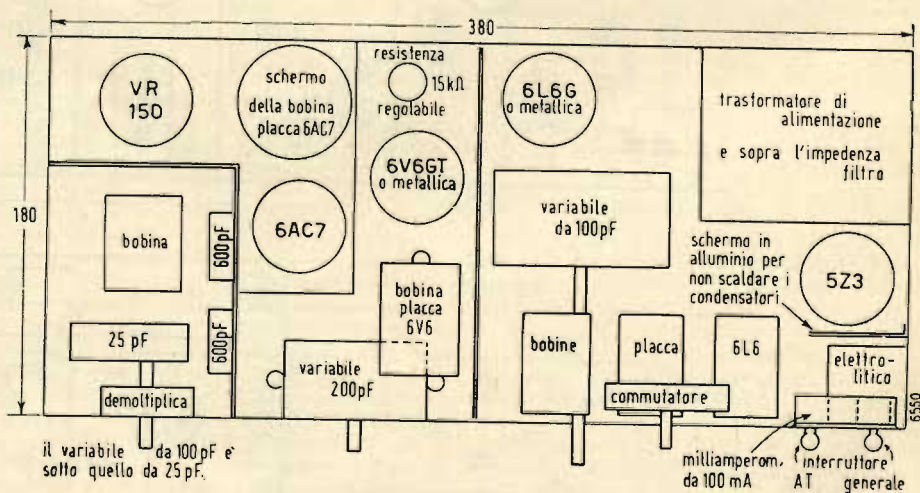 380
180
VR
150
schermo
della bobina
placca 6AC7
resistenza
15kΩ
regolabile
6L6G
o metallica
trasformatore di
alimentazione
e sopra l'impedenza
filtro
6V6GT
o metallica
6AC7
bobina
600pF
600pF
variabile
da 100pF
schermo in
alluminio per
non scaldare i
condensatori
5Z3
bobina
placca
6V6
25 pF
variabile
200pF
demoltiplica
bobine
placca
6L6
commutatore
elettro-
litico
6550
il variabile da 100pF e'
sotto quello da 25 pF.
milliamperom.
da 100 mA
interruttore
AT generale